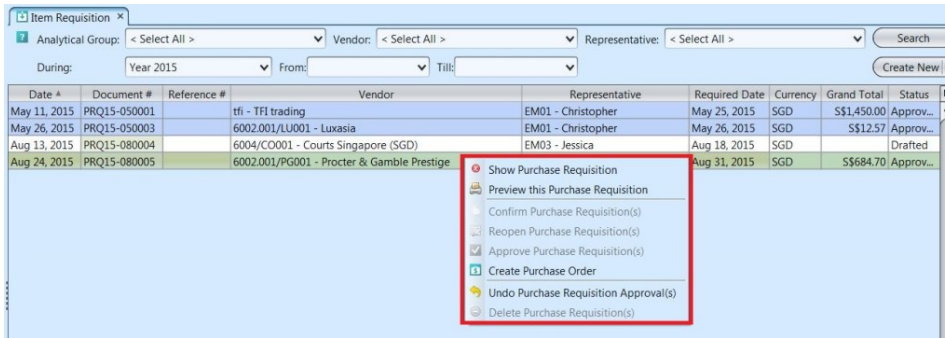 Item Requisition ×
? Analytical Group: < Select All > Vendor: < Select All > Representative: < Select All > Search
During: Year 2015 From: Till: Create New
Date Document # Reference # Vendor Representative Required Date Currency Grand Total Status
May 11, 2015 PRQ15-050001 tfi - TFI trading EM01 - Christopher May 25, 2015 SGD S$1,450.00 Approv...
May 26, 2015 PRQ15-050003 6002.001/LU001 - Luxasia EM01 - Christopher May 26, 2015 SGD S$12.57 Approv...
Aug 13, 2015 PRQ15-080004 6004/CO001 - Courts Singapore (SGD) EM03 - Jessica Aug 18, 2015 SGD Drafted
Aug 24, 2015 PRQ15-080005 6002.001/PG001 - Procter & Gamble Prestige Aug 31, 2015 SGD S$684.70 Approv...
Show Purchase Requisition
Preview this Purchase Requisition
Confirm Purchase Requisition(s)
Reopen Purchase Requisition(s)
Approve Purchase Requisition(s)
Create Purchase Order
Undo Purchase Requisition Approval(s)
Delete Purchase Requisition(s)